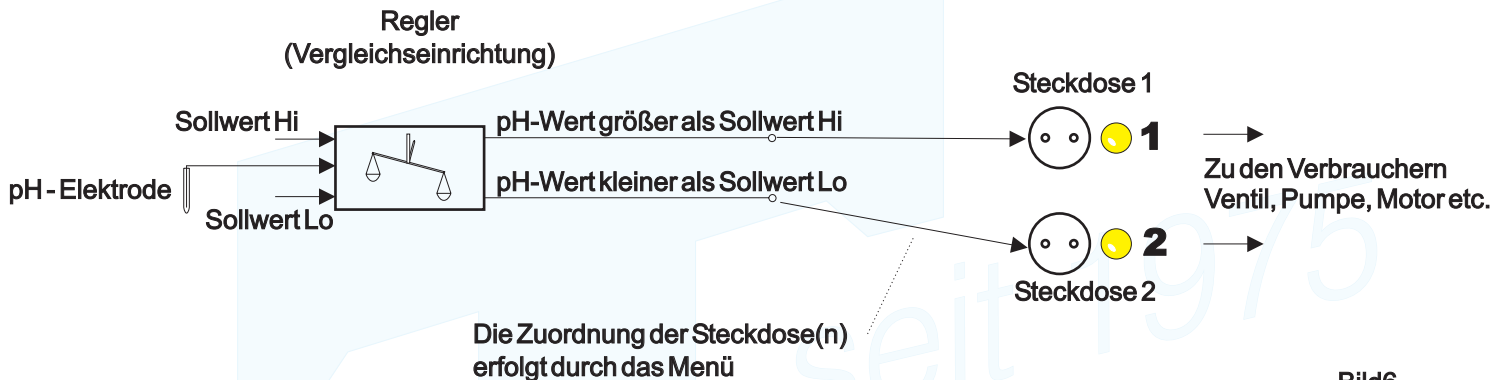 Regler
(Vergleichseinrichtung)
Steckdose 1
Sollwert Hi
pH-Wert größer als Sollwert Hi
1
Zu den Verbrauchern
Ventil, Pumpe, Motor etc.
pH - Elektrode
pH-Wert kleiner als Sollwert Lo
Sollwert Lo
2
Steckdose 2
Die Zuordnung der Steckdose(n)
erfolgt durch das Menü
seit 1975
Bild6